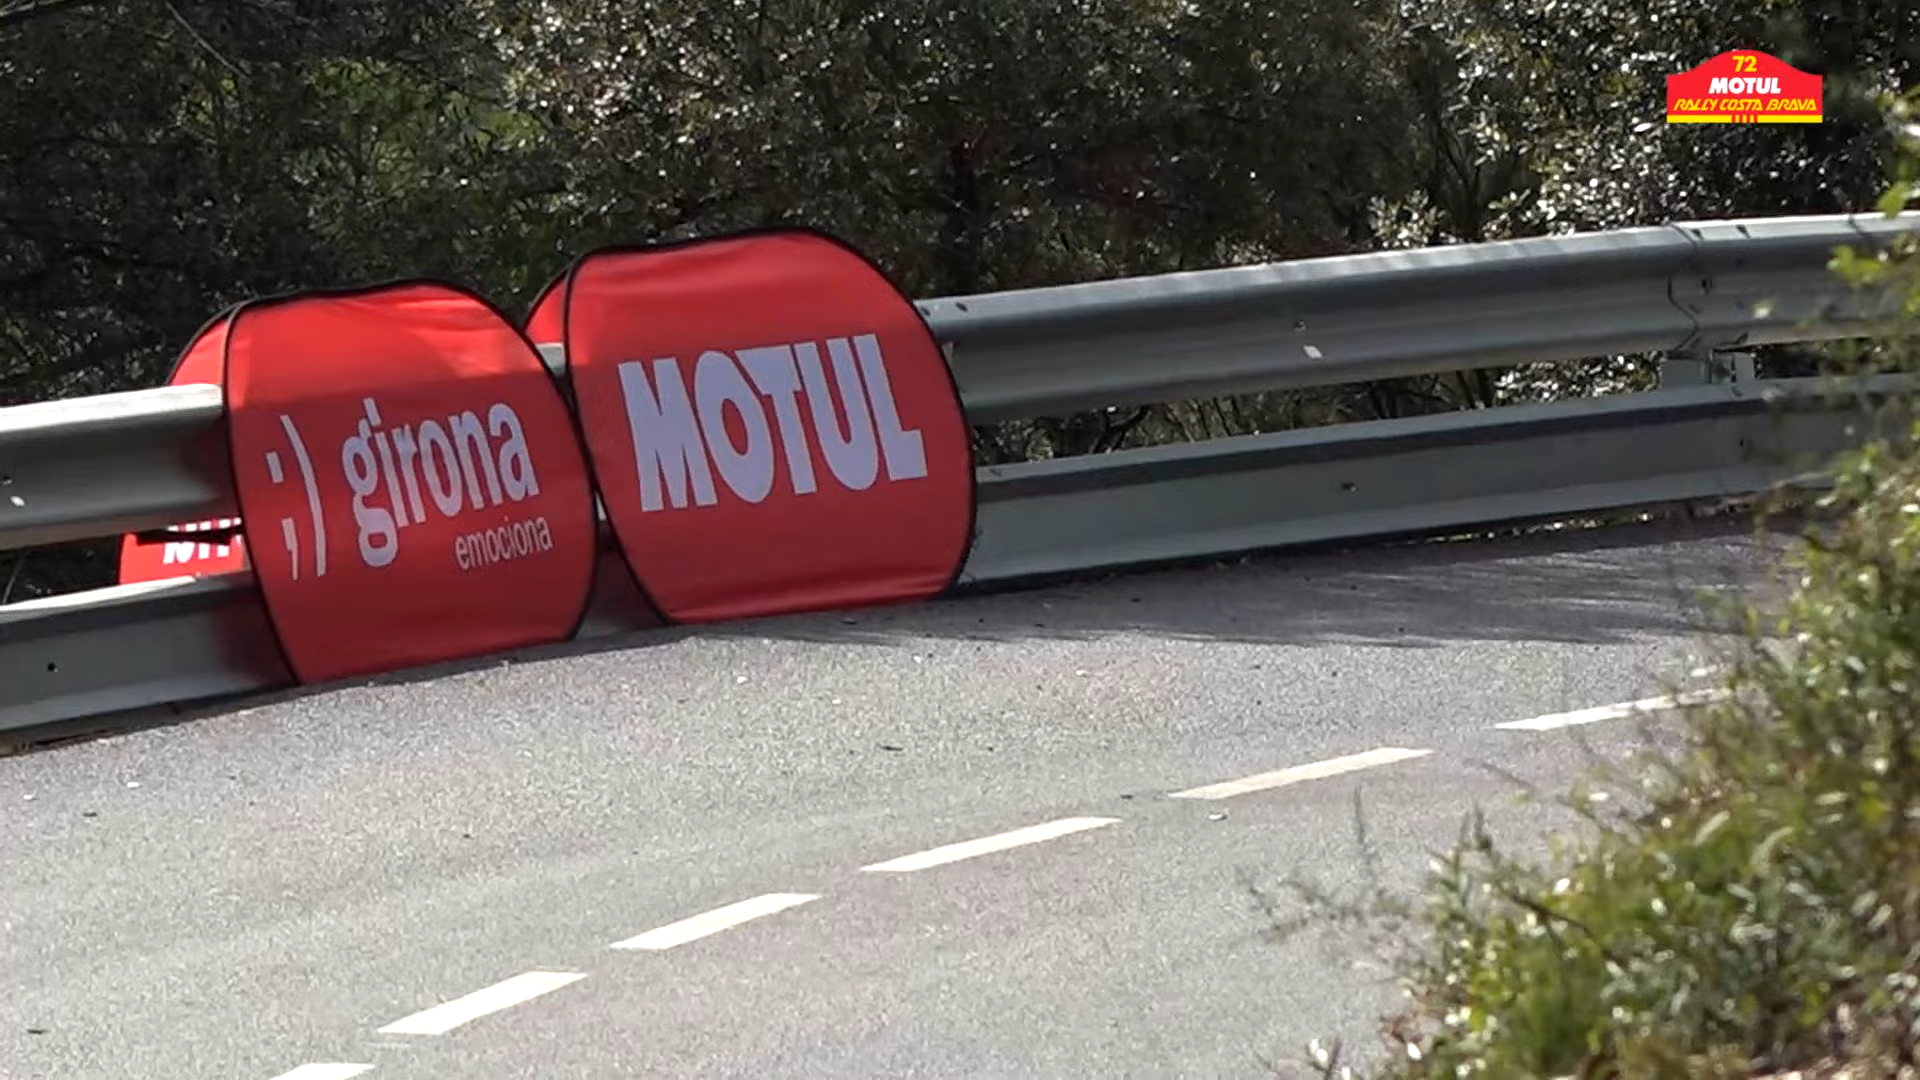 72
MOTUL
RALLY COSTA BRAVA
MOTUL
;) girona
emociona